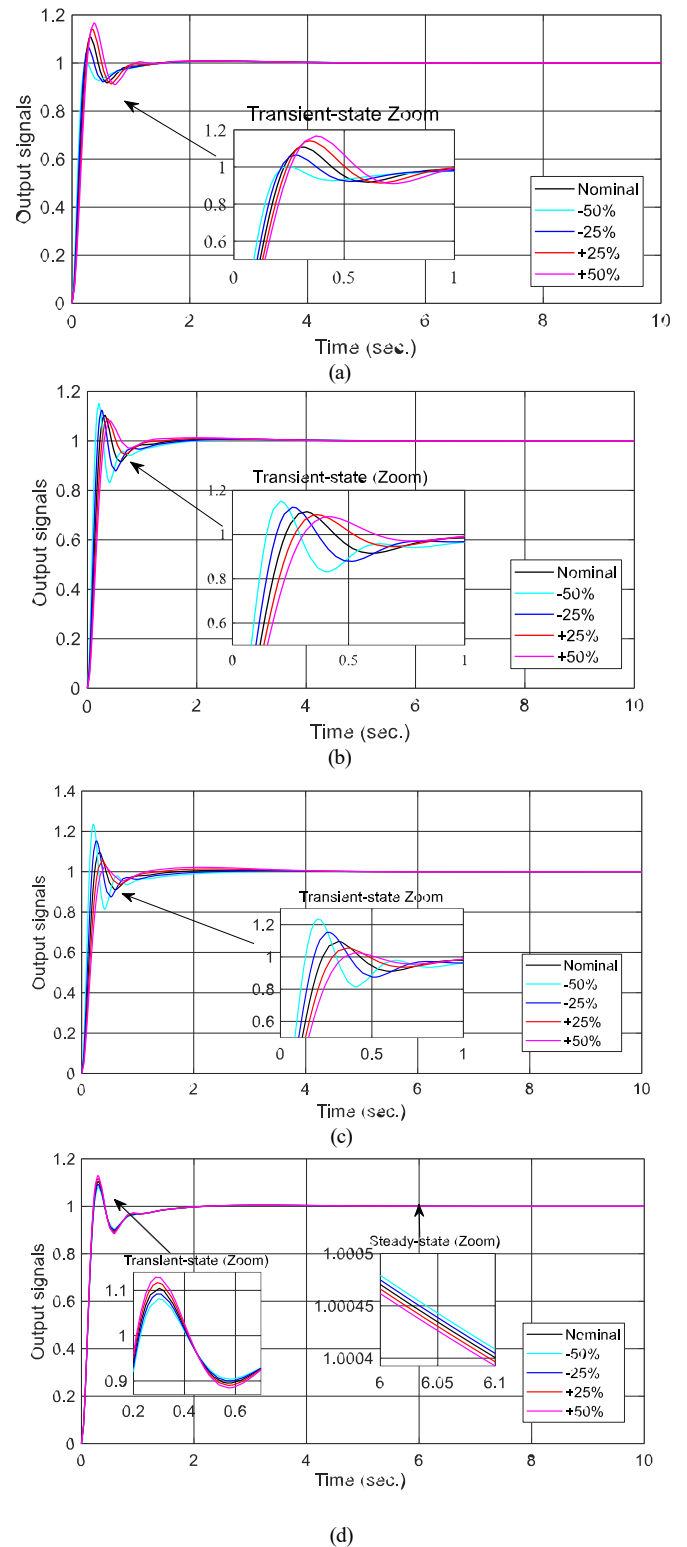 1.2
1
0.8
0.6
0.4
0.2
0
Output signals
Transient-state Zoom
1.2
1
0.8
0.6
0 0.5 1
Nominal
-50%
-25%
+25%
+50%
0 2 4 6 8 10
Time (sec.)
(a)
1.2
1
0.8
0.6
0.4
0.2
0
Output signals
Transient-state (Zoom)
1.2
1
0.8
0.6
0 0.5 1
Nominal
-50%
-25%
+25%
+50%
0 2 4 6 8 10
Time (sec.)
(b)
1.4
1.2
1
0.8
0.6
0.4
0.2
0
Output signals
Transient-state Zoom
1.2
1
0.8
0.6
0 0.5 1
Nominal
-50%
-25%
+25%
+50%
0 2 4 6 8 10
Time (sec.)
(c)
1.2
1
0.8
0.6
0.4
0.2
0
Output signals
Transient-state (Zoom)
1.1
1
0.9
0.2 0.4 0.6
Steady-state (Zoom)
1.0005
1.00045
1.0004
6 6.05 6.1
Nominal
-50%
-25%
+25%
+50%
0 2 4 6 8 10
Time (sec.)
(d)